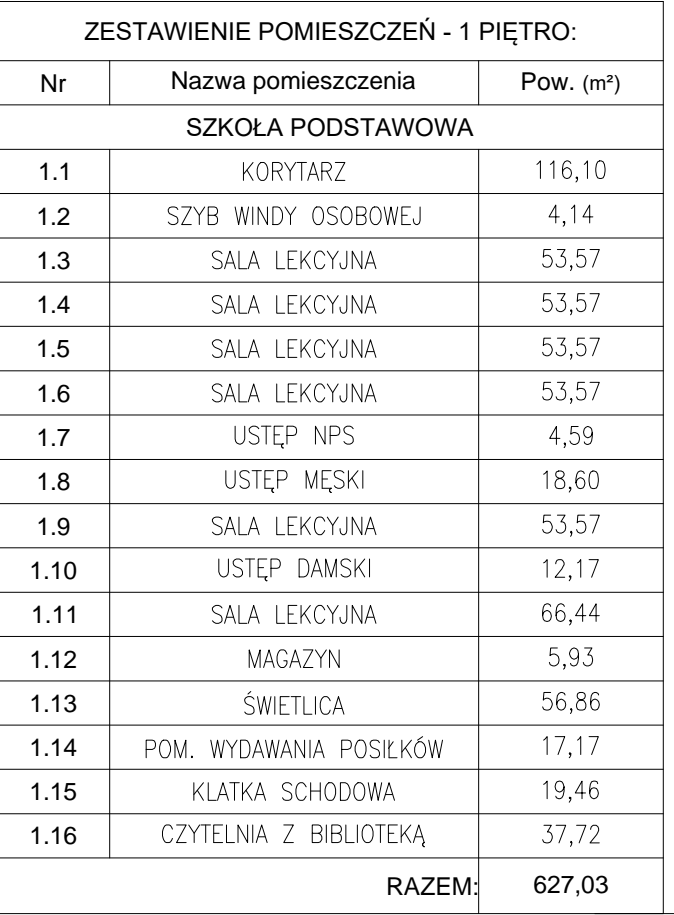 ZESTAWIENIE POMIESZCZEŃ - 1 PIĘTRO:
Nr Nazwa pomieszczenia Pow. (m²)
SZKOŁA PODSTAWOWA
1.1 KORYTARZ 116,10
1.2 SZYB WINDY OSOBOWEJ 4,14
1.3 SALA LEKCYJNA 53,57
1.4 SALA LEKCYJNA 53,57
1.5 SALA LEKCYJNA 53,57
1.6 SALA LEKCYJNA 53,57
1.7 USTĘP NPS 4,59
1.8 USTĘP MĘSKI 18,60
1.9 SALA LEKCYJNA 53,57
1.10 USTĘP DAMSKI 12,17
1.11 SALA LEKCYJNA 66,44
1.12 MAGAZYN 5,93
1.13 ŚWIETLICA 56,86
1.14 POM. WYDAWANIA POSIŁKÓW 17,17
1.15 KLATKA SCHODOWA 19,46
1.16 CZYTELNIA Z BIBLIOTEKĄ 37,72
RAZEM: 627,03